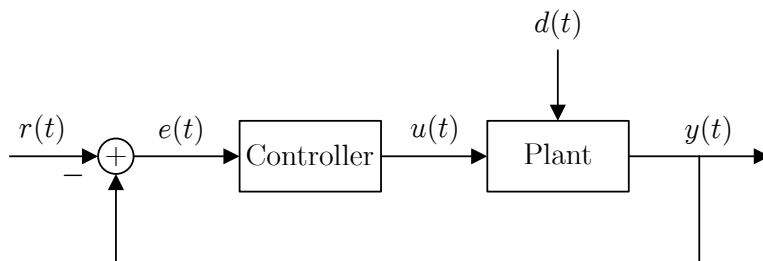 d(t)
r(t)
e(t)
Controller
u(t)
Plant
y(t)
+
−